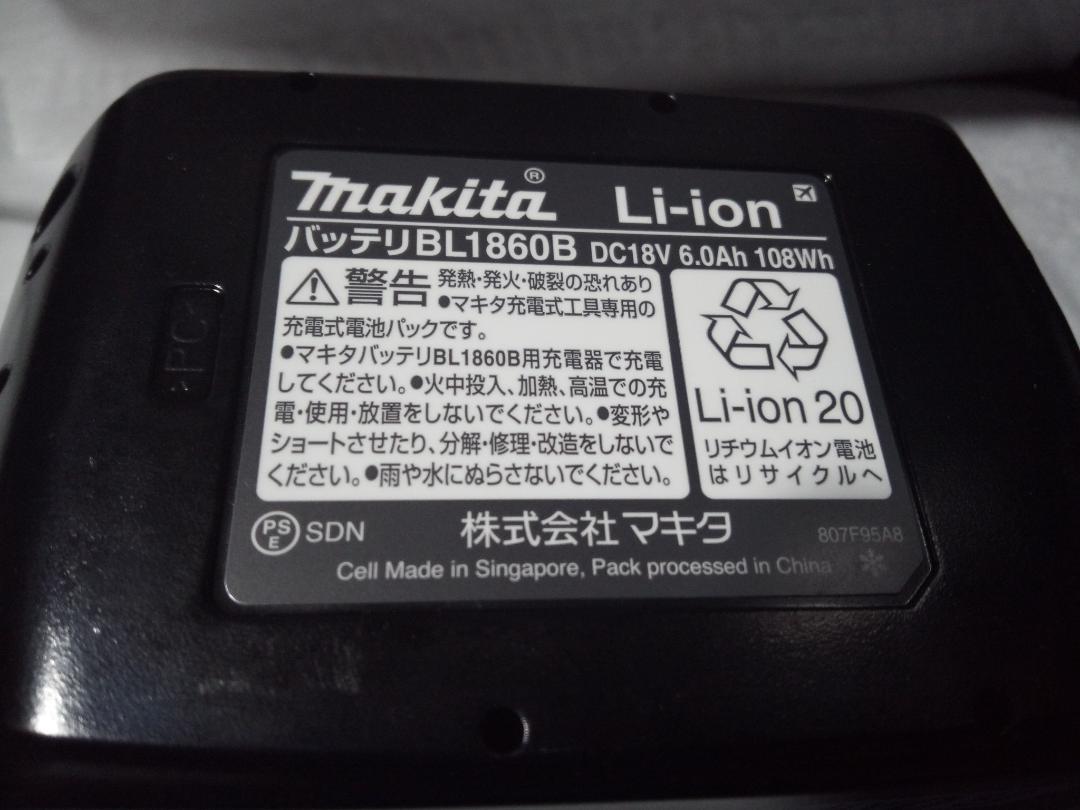 makita® Li-ion
バッテリBL1860B DC18V 6.0Ah 108Wh
警告 発熱・発火・破裂の恐れあり
●マキタ充電式工具専用の
充電式電池パックです。
●マキタバッテリBL1860B用充電器で充電
してください。●火中投入、加熱、高温での充
電・使用・放置をしないでください。●変形や
ショートさせたり、分解・修理・改造をしないで
ください。●雨や水にぬらさないでください。
Li-ion 20
リチウムイオン電池
はリサイクルへ
PSE SDN 株式会社マキタ 807F95A8
Cell Made in Singapore, Pack processed in China
>PC<